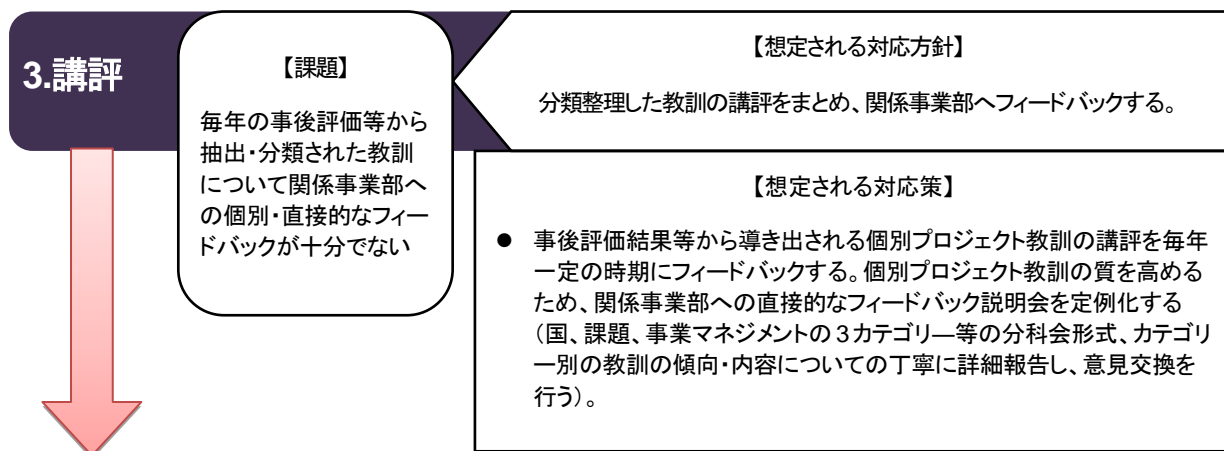 3.講評
【課題】
毎年の事後評価等から
抽出・分類された教訓
について関係事業部へ
の個別・直接的なフィー
ドバックが十分でない
【想定される対応方針】
分類整理した教訓の講評をまとめ、関係事業部へフィードバックする。
【想定される対応策】
● 事後評価結果等から導き出される個別プロジェクト教訓の講評を毎年
一定の時期にフィードバックする。個別プロジェクト教訓の質を高める
ため、関係事業部への直接的なフィードバック説明会を定例化する
(国、課題、事業マネジメントの3カテゴリ―等の分科会形式、カテゴリ
ー別の教訓の傾向・内容についての丁寧に詳細報告し、意見交換を
行う)。